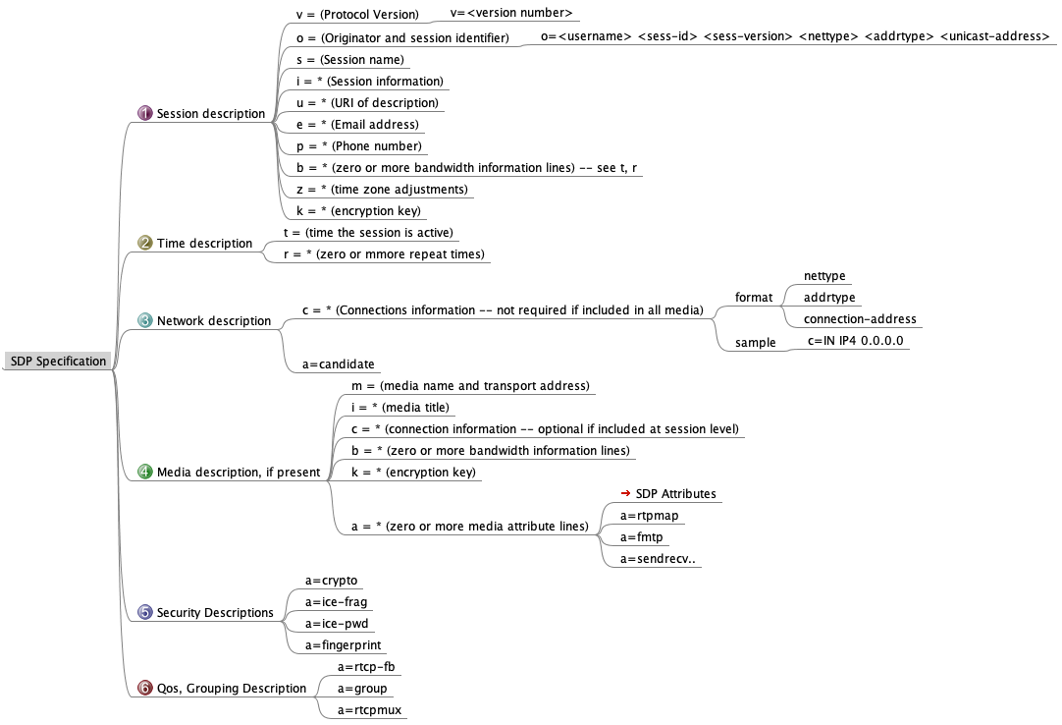 SDP Specification
1 Session description
v = (Protocol Version)
v=<version number>
o = (Originator and session identifier)
o=<username> <sess-id> <sess-version> <nettype> <addrtype> <unicast-address>
s = (Session name)
i = * (Session information)
u = * (URI of description)
e = * (Email address)
p = * (Phone number)
b = * (zero or more bandwidth information lines) -- see t, r
z = * (time zone adjustments)
k = * (encryption key)
2 Time description
t = (time the session is active)
r = * (zero or mmore repeat times)
3 Network description
c = * (Connections information -- not required if included in all media)
format
nettype
addrtype
connection-address
sample
c=IN IP4 0.0.0.0
a=candidate
4 Media description, if present
m = (media name and transport address)
i = * (media title)
c = * (connection information -- optional if included at session level)
b = * (zero or more bandwidth information lines)
k = * (encryption key)
a = * (zero or more media attribute lines)
SDP Attributes
a=rtpmap
a=fmtp
a=sendrecv..
5 Security Descriptions
a=crypto
a=ice-frag
a=ice-pwd
a=fingerprint
6 Qos, Grouping Description
a=rtcp-fb
a=group
a=rtcpmux